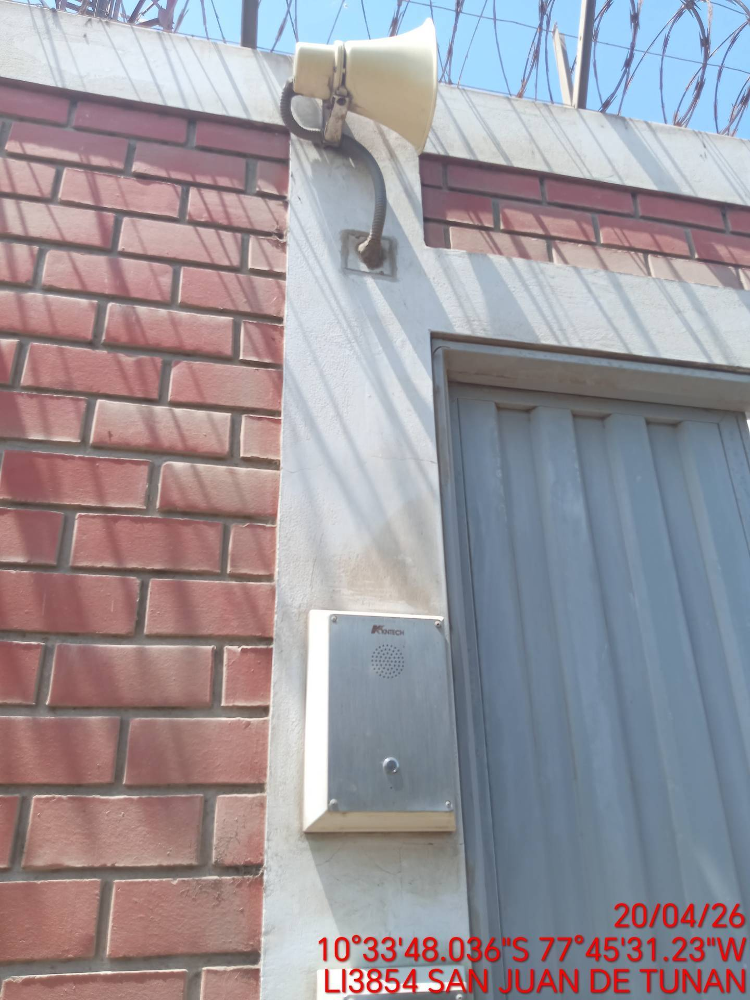 KNTECH
20/04/26
10°33'48.036"S 77°45'31.23"W
LI3854 SAN JUAN DE TUNAN